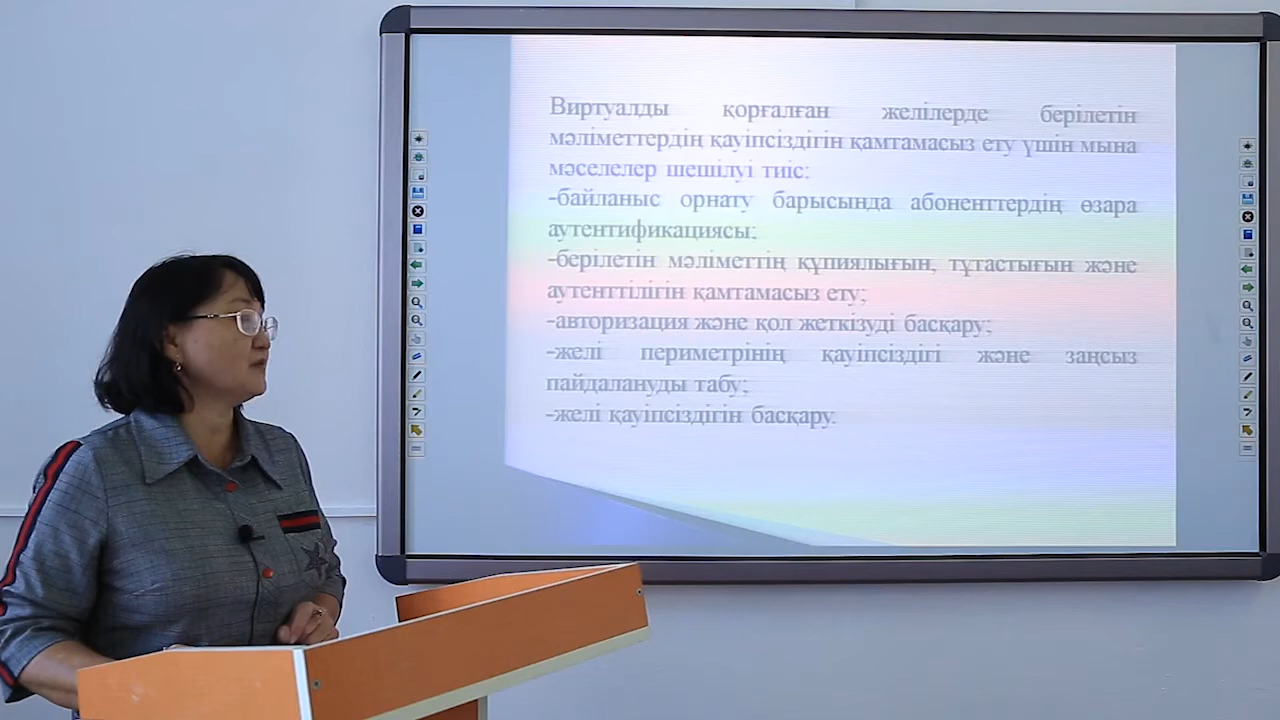 Виртуалды қорғалған желілерде берілетін
мәліметтердің қауіпсіздігін қамтамасыз ету үшін мына
мәселелер шешілуі тиіс:
-байланыс орнату барысында абоненттердің өзара
аутентификациясы;
-берілетін мәліметтің құпиялығын, тұтастығын және
аутенттілігін қамтамасыз ету;
-авторизация және қол жеткізуді басқару;
-желі периметрінің қауіпсіздігі және заңсыз
пайдалануды табу;
-желі қауіпсіздігін басқару.